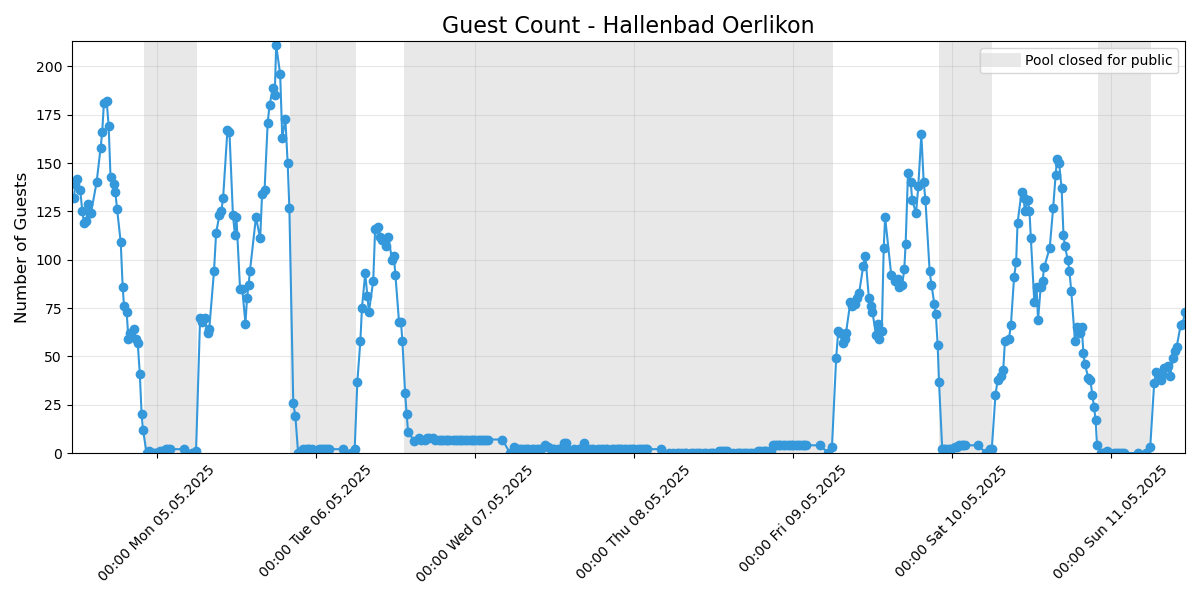 Guest Count - Hallenbad Oerlikon
Pool closed for public
Number of Guests
200
175
150
125
100
75
50
25
0
00:00 Mon 05.05.2025
00:00 Tue 06.05.2025
00:00 Wed 07.05.2025
00:00 Thu 08.05.2025
00:00 Fri 09.05.2025
00:00 Sat 10.05.2025
00:00 Sun 11.05.2025